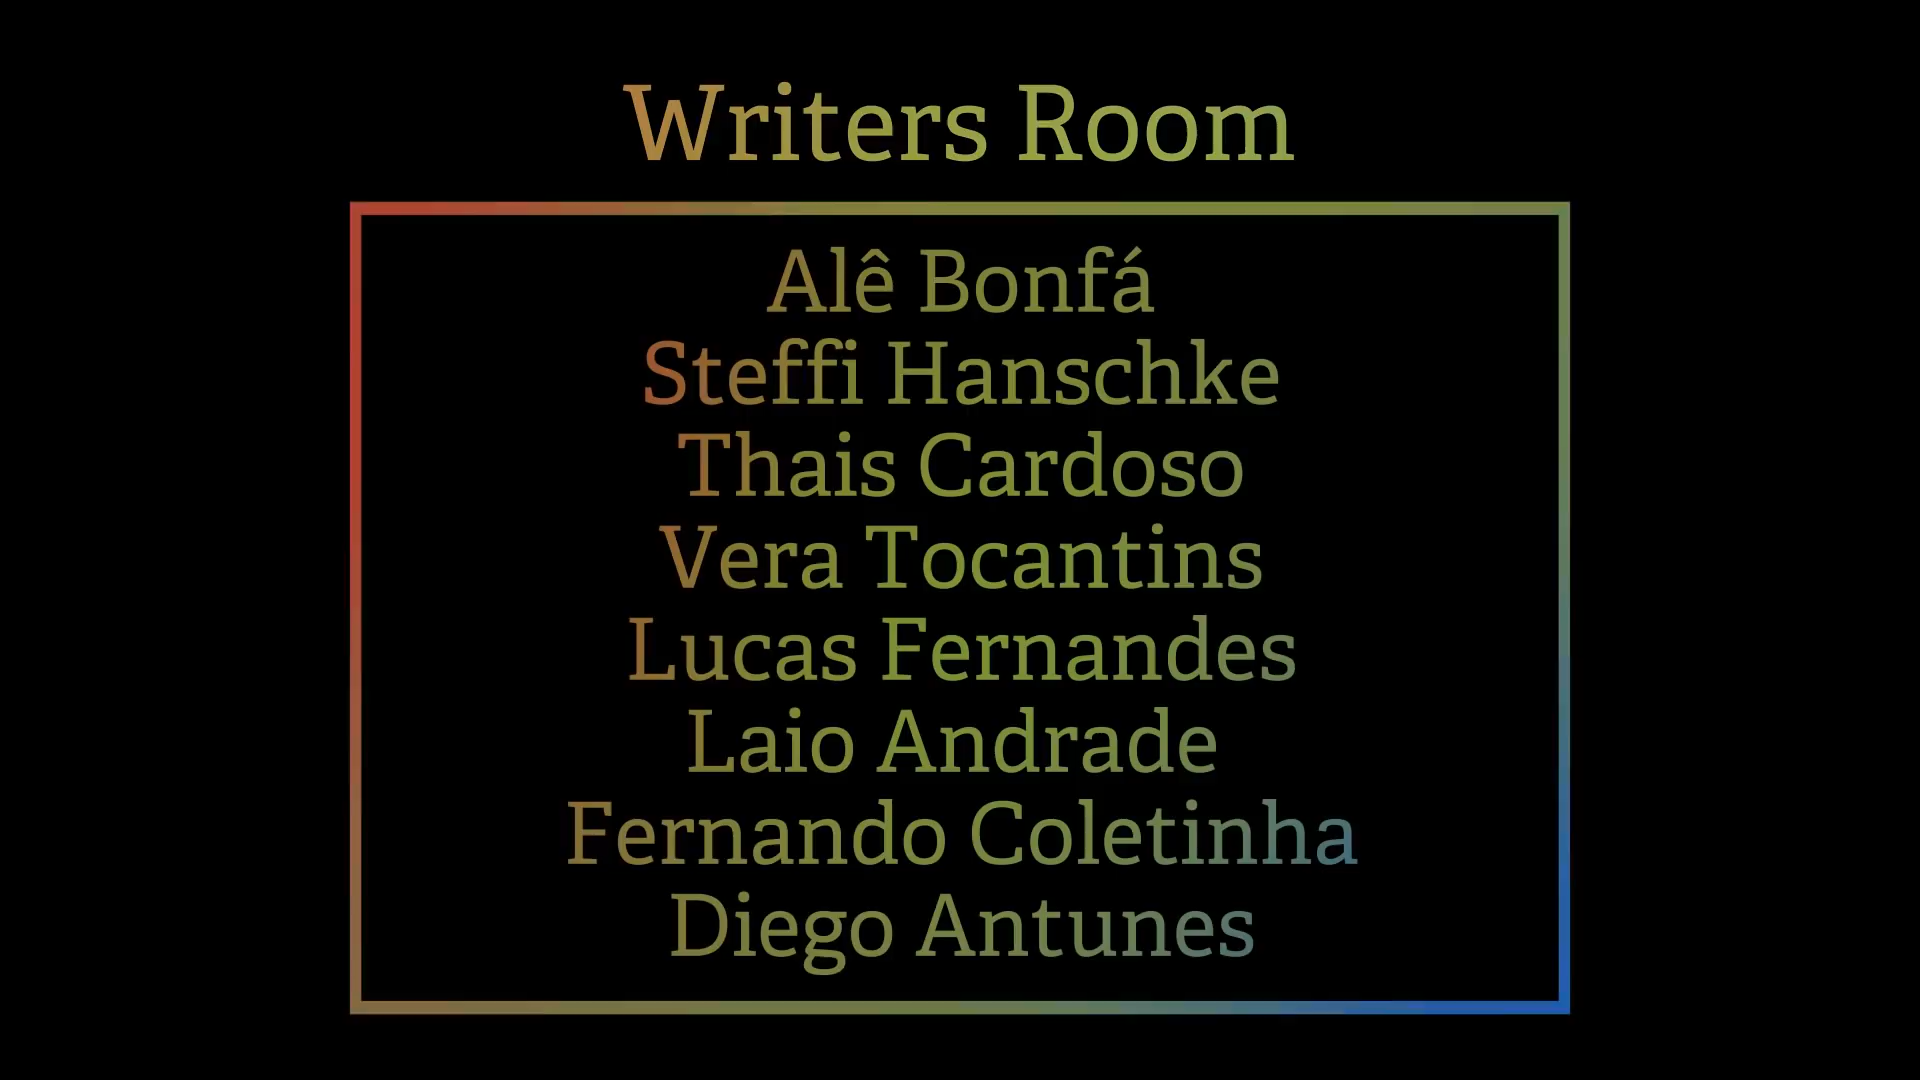 Writers Room
Alê Bonfá
Steffi Hanschke
Thais Cardoso
Vera Tocantins
Lucas Fernandes
Laio Andrade
Fernando Coletinha
Diego Antunes